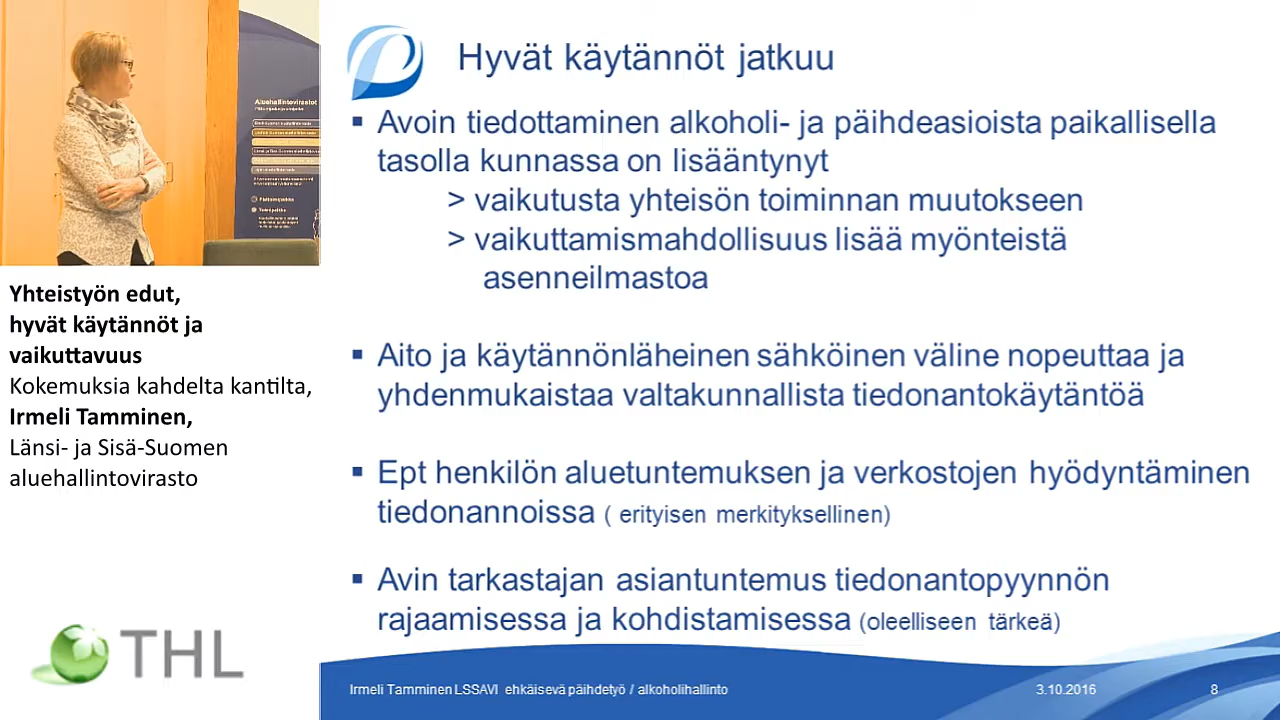 Aluehallintovirastot
Yhteistyön edut,
hyvät käytännöt ja
vaikuttavuus
Kokemuksia kahdelta kantilta,
Irmeli Tamminen,
Länsi- ja Sisä-Suomen
aluehallintovirasto
THL
Hyvät käytännöt jatkuu
▪ Avoin tiedottaminen alkoholi- ja päihdeasioista paikallisella
tasolla kunnassa on lisääntynyt
> vaikutusta yhteisön toiminnan muutokseen
> vaikuttamismahdollisuus lisää myönteistä
asenneilmastoa
▪ Aito ja käytännönläheinen sähköinen väline nopeuttaa ja
yhdenmukaistaa valtakunnallista tiedonantokäytäntöä
▪ Ept henkilön aluetuntemuksen ja verkostojen hyödyntäminen
tiedonannoissa ( erityisen merkityksellinen)
▪ Avin tarkastajan asiantuntemus tiedonantopyynnön
rajaamisessa ja kohdistamisessa (oleelliseen tärkeä)
Irmeli Tamminen LSSAVI ehkäisevä päihdetyö / alkoholihallinto
3.10.2016
8